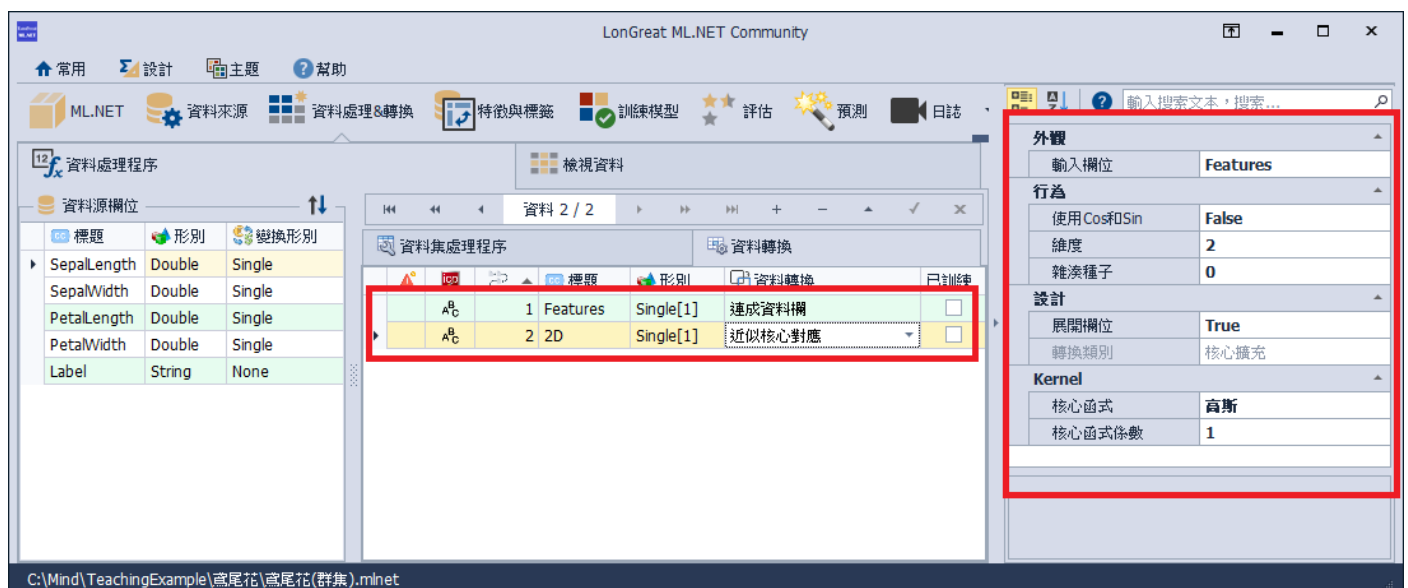 LonGreat ML.NET Community
常用 設計 主題 幫助
ML.NET 資料來源 資料處理&轉換 特徵與標籤 訓練模型 評估 預測 日誌
輸入搜索文本，搜索...
資料處理程序 檢視資料
資料源欄位
標題 形別 變換形別
SepalLength Double Single
SepalWidth Double Single
PetalLength Double Single
PetalWidth Double Single
Label String None
資料 2 / 2
資料集處理程序 資料轉換
標題 形別 資料轉換 已訓練
1 Features Single[1] 連成資料欄
2 2D Single[1] 近似核心對應
外觀
輸入欄位 Features
行為
使用Cos和Sin False
維度 2
雜湊種子 0
設計
展開欄位 True
轉換類別 核心擴充
Kernel
核心函式 高斯
核心函式係數 1
C:\Mind\TeachingExample\鳶尾花\鳶尾花(群集).mlnet